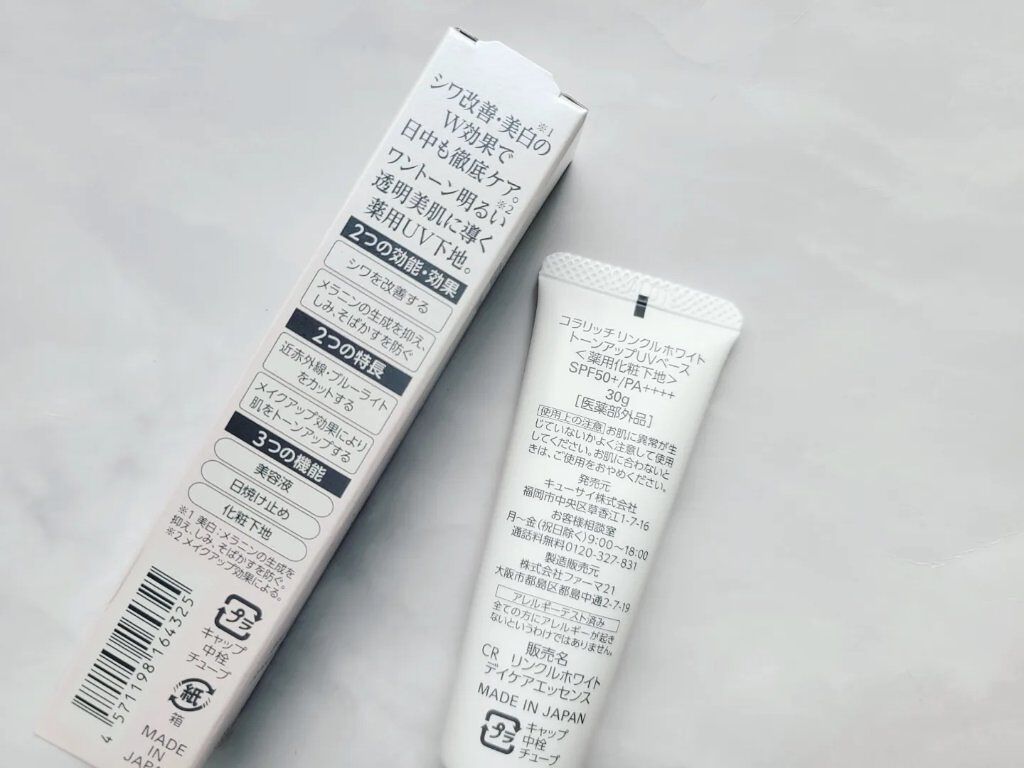 シワ改善・美白の※1
W効果で
日中も徹底ケア。
ワントーン明るい※2
透明美肌に導く
薬用UV下地。
2つの効能・効果
シワを改善する
メラニンの生成を抑え、
しみ、そばかすを防ぐ
2つの特長
近赤外線・ブルーライト
をカットする
メイクアップ効果により
肌をトーンアップする
3つの機能
美容液
日焼け止め
化粧下地
※1 美白:メラニンの生成を
抑え、しみ、そばかすを防ぐ。
※2 メイクアップ効果による。
4 571198 164325
プラ
キャップ
中栓
チューブ
紙
箱
MADE
IN
JAPA
コラリッチ リンクルホワイト
トーンアップUVベース
<薬用化粧下地>
SPF50+/PA++++
30g
[医薬部外品]
[使用上の注意]お肌に異常が生
じていないかよく注意して使用
してください。お肌に合わないと
きは、ご使用をおやめください。
発売元
キューサイ株式会社
福岡市中央区草香江1-7-16
お客様相談室
月~金(祝日除く)9:00~18:00
通話料無料0120-327-831
製造販売元
株式会社ファーマ21
大阪市都島区都島中通2-7-19
アレルギーテスト済み
全ての方にアレルギーが起き
ないというわけではありません。
販売名
CR リンクルホワイト
デイケアエッセンス
MADE IN JAPAN
プラ
キャップ
中栓
チューブ